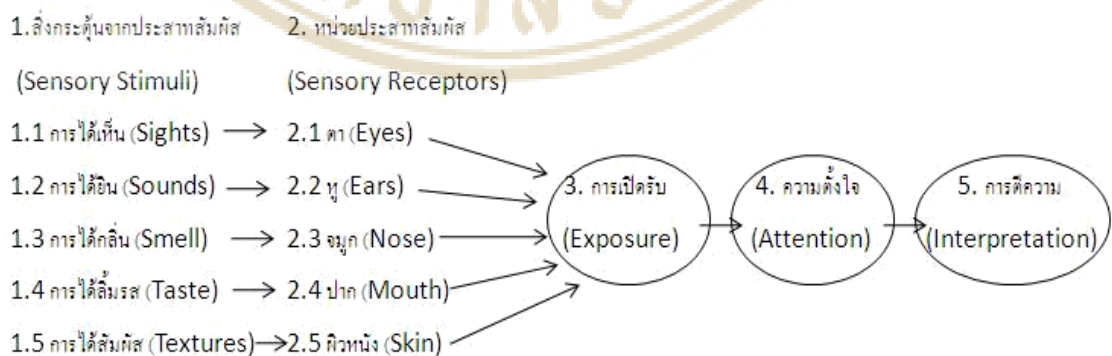 1.สิ่งกระตุ้นจากประสาทสัมผัส 2. หน่วยประสาทสัมผัส
(Sensory Stimuli) (Sensory Receptors)
1.1 การได้เห็น (Sights) 2.1 ตา (Eyes)
1.2 การได้ยิน (Sounds) 2.2 หู (Ears)
1.3 การได้กลิ่น (Smell) 2.3 จมูก (Nose)
1.4 การได้ลิ้มรส (Taste) 2.4 ปาก (Mouth)
1.5 การได้สัมผัส (Textures) 2.5 ผิวหนัง (Skin)
3. การเปิดรับ
(Exposure)
4. ความตั้งใจ
(Attention)
5. การตีความ
(Interpretation)